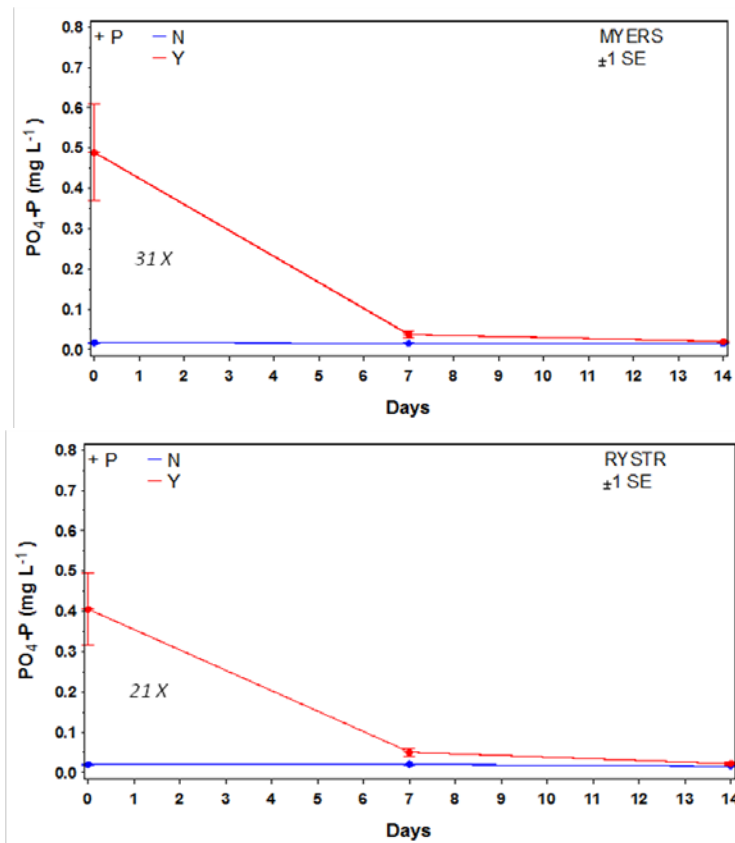 + P N MYERS
Y ±1 SE
0.8
0.7
0.6
0.5
0.4
0.3
0.2
0.1
0.0
PO₄-P (mg L⁻¹)
31 X
0 1 2 3 4 5 6 7 8 9 10 11 12 13 14
Days
+ P N RYSTR
Y ±1 SE
0.8
0.7
0.6
0.5
0.4
0.3
0.2
0.1
0.0
PO₄-P (mg L⁻¹)
21 X
0 1 2 3 4 5 6 7 8 9 10 11 12 13 14
Days